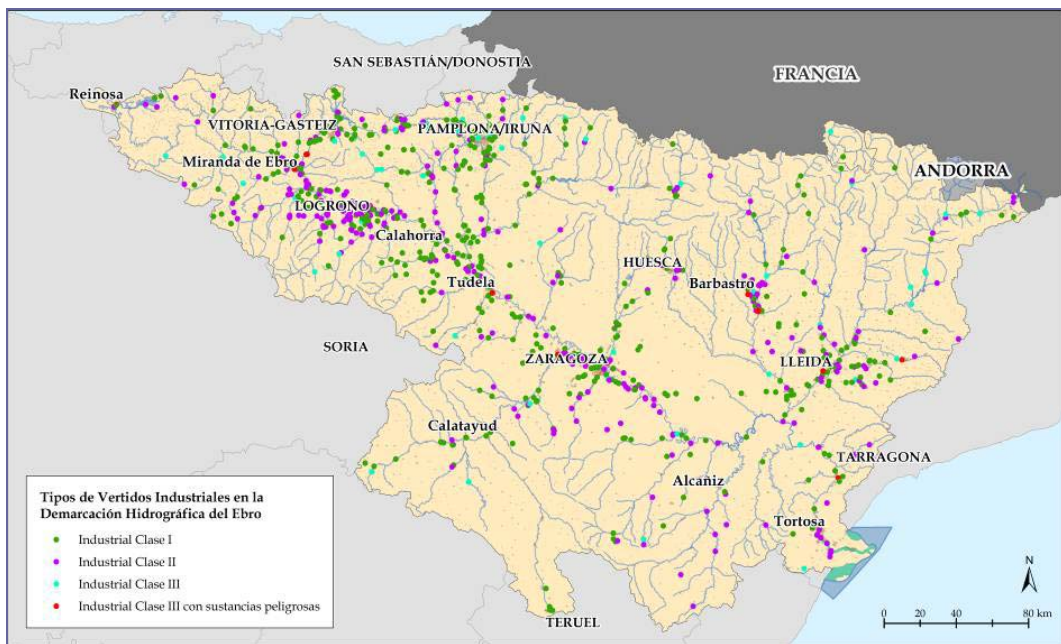 SAN SEBASTIÁN/DONOSTIA
FRANCIA
Reinosa
VITORIA-GASTEIZ
PAMPLONA/IRUÑA
Miranda de Ebro
ANDORRA
LOGROÑO
Calahorra
HUESCA
Tudela
Barbastro
SORIA
ZARAGOZA
LLEIDA
Calatayud
TARRAGONA
Alcañiz
Tortosa
TERUEL
Tipos de Vertidos Industriales en la
Demarcación Hidrográfica del Ebro
Industrial Clase I
Industrial Clase II
Industrial Clase III
Industrial Clase III con sustancias peligrosas
N
0 20 40 80 km